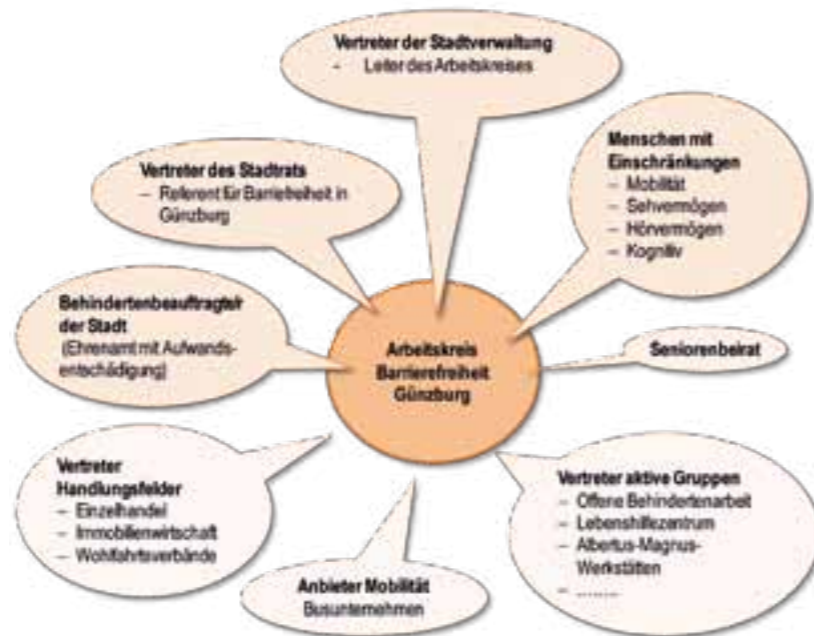 Vertreter der Stadtverwaltung
- Leiter des Arbeitskreises
Menschen mit
Einschränkungen
– Mobilität
– Sehvermögen
– Hörvermögen
– Kognitiv
Vertreter des Stadtrats
– Referent für Barrierefreiheit in
Günzburg
Behindertenbeauftragte/r
der Stadt
(Ehrenamt mit Aufwands-
entschädigung)
Arbeitskreis
Barrierefreiheit
Günzburg
Seniorenbeirat
Vertreter
Handlungsfelder
– Einzelhandel
– Immobilienwirtschaft
– Wohlfahrtsverbände
Vertreter aktive Gruppen
– Offene Behindertenarbeit
– Lebenshilfezentrum
– Albertus-Magnus-
Werkstätten
– ........
Anbieter Mobilität
Busunternehmen